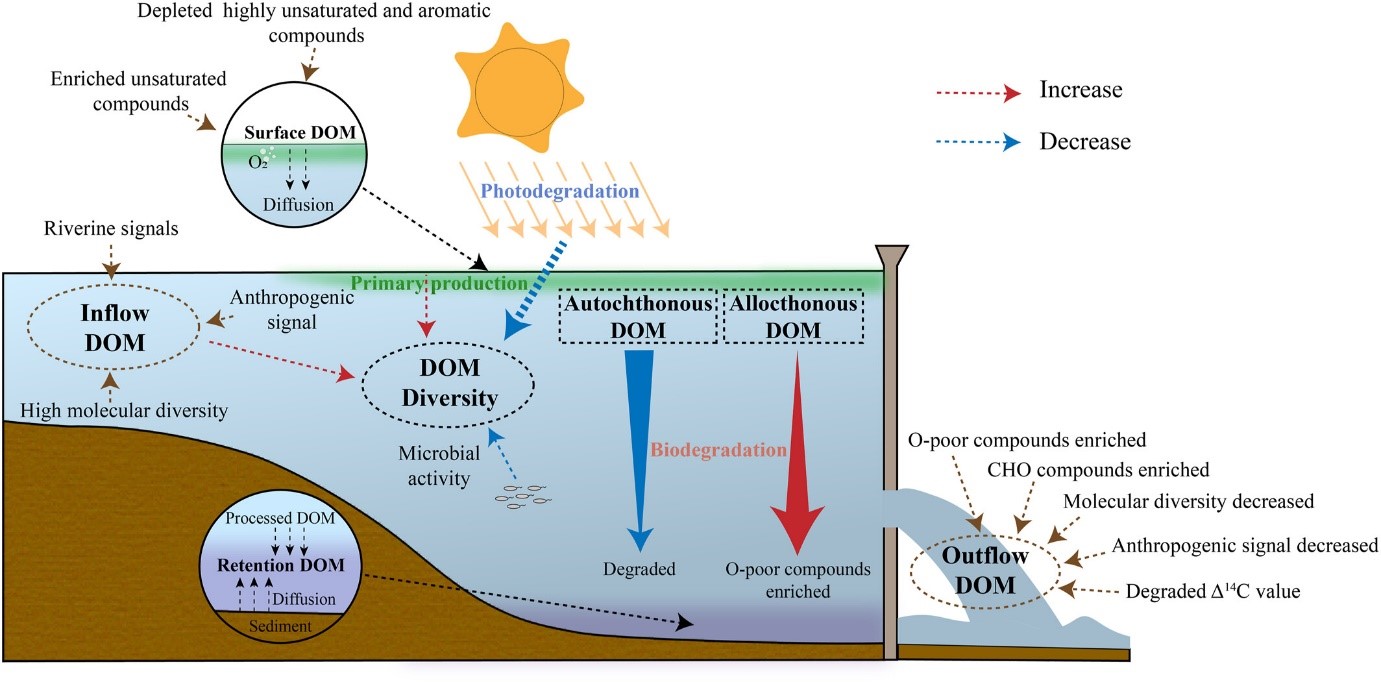 Depleted highly unsaturated and aromatic
compounds
Enriched unsaturated
compounds
Surface DOM
O₂
Diffusion
Photodegradation
Increase
Decrease
Riverine signals
Inflow
DOM
Anthropogenic
signal
High molecular diversity
Primary production
DOM
Diversity
Microbial
activity
Autochthonous
DOM
Allocthonous
DOM
Biodegradation
Degraded
O-poor compounds
enriched
Processed DOM
Retention DOM
Diffusion
Sediment
O-poor compounds enriched
CHO compounds enriched
Molecular diversity decreased
Anthropogenic signal decreased
Degraded Δ¹⁴C value
Outflow
DOM